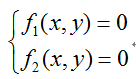 f₁(x, y) = 0
f₂(x, y) = 0